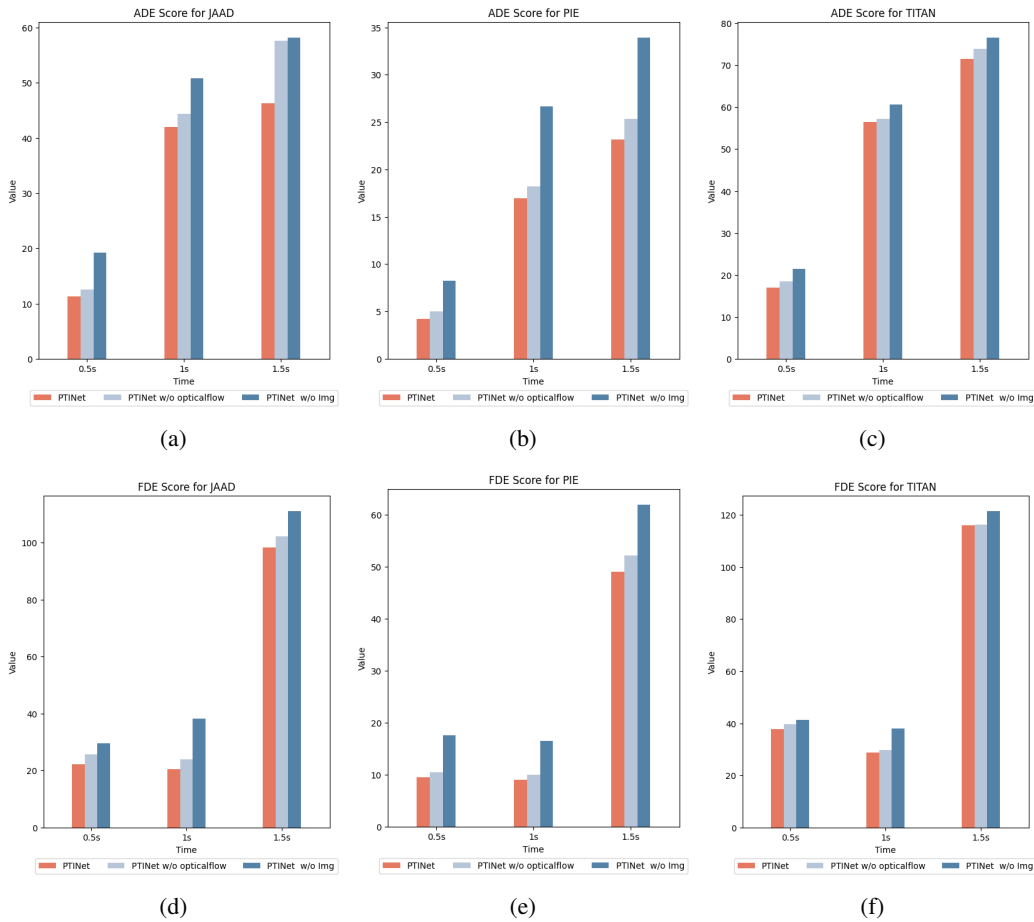 ADE Score for JAAD
60
50
40
30
20
10
0
Value
0.5s 1s 1.5s
Time
PTINet PTINet w/o opticalflow PTINet w/o Img
(a)
ADE Score for PIE
35
30
25
20
15
10
5
0
Value
0.5s 1s 1.5s
Time
PTINet PTINet w/o opticalflow PTINet w/o Img
(b)
ADE Score for TITAN
80
70
60
50
40
30
20
10
0
Value
0.5s 1s 1.5s
Time
PTINet PTINet w/o opticalflow PTINet w/o Img
(c)
FDE Score for JAAD
100
80
60
40
20
0
Value
0.5s 1s 1.5s
Time
PTINet PTINet w/o opticalflow PTINet w/o Img
(d)
FDE Score for PIE
60
50
40
30
20
10
0
Value
0.5s 1s 1.5s
Time
PTINet PTINet w/o opticalflow PTINet w/o Img
(e)
FDE Score for TITAN
120
100
80
60
40
20
0
Value
0.5s 1s 1.5s
Time
PTINet PTINet w/o opticalflow PTINet w/o Img
(f)